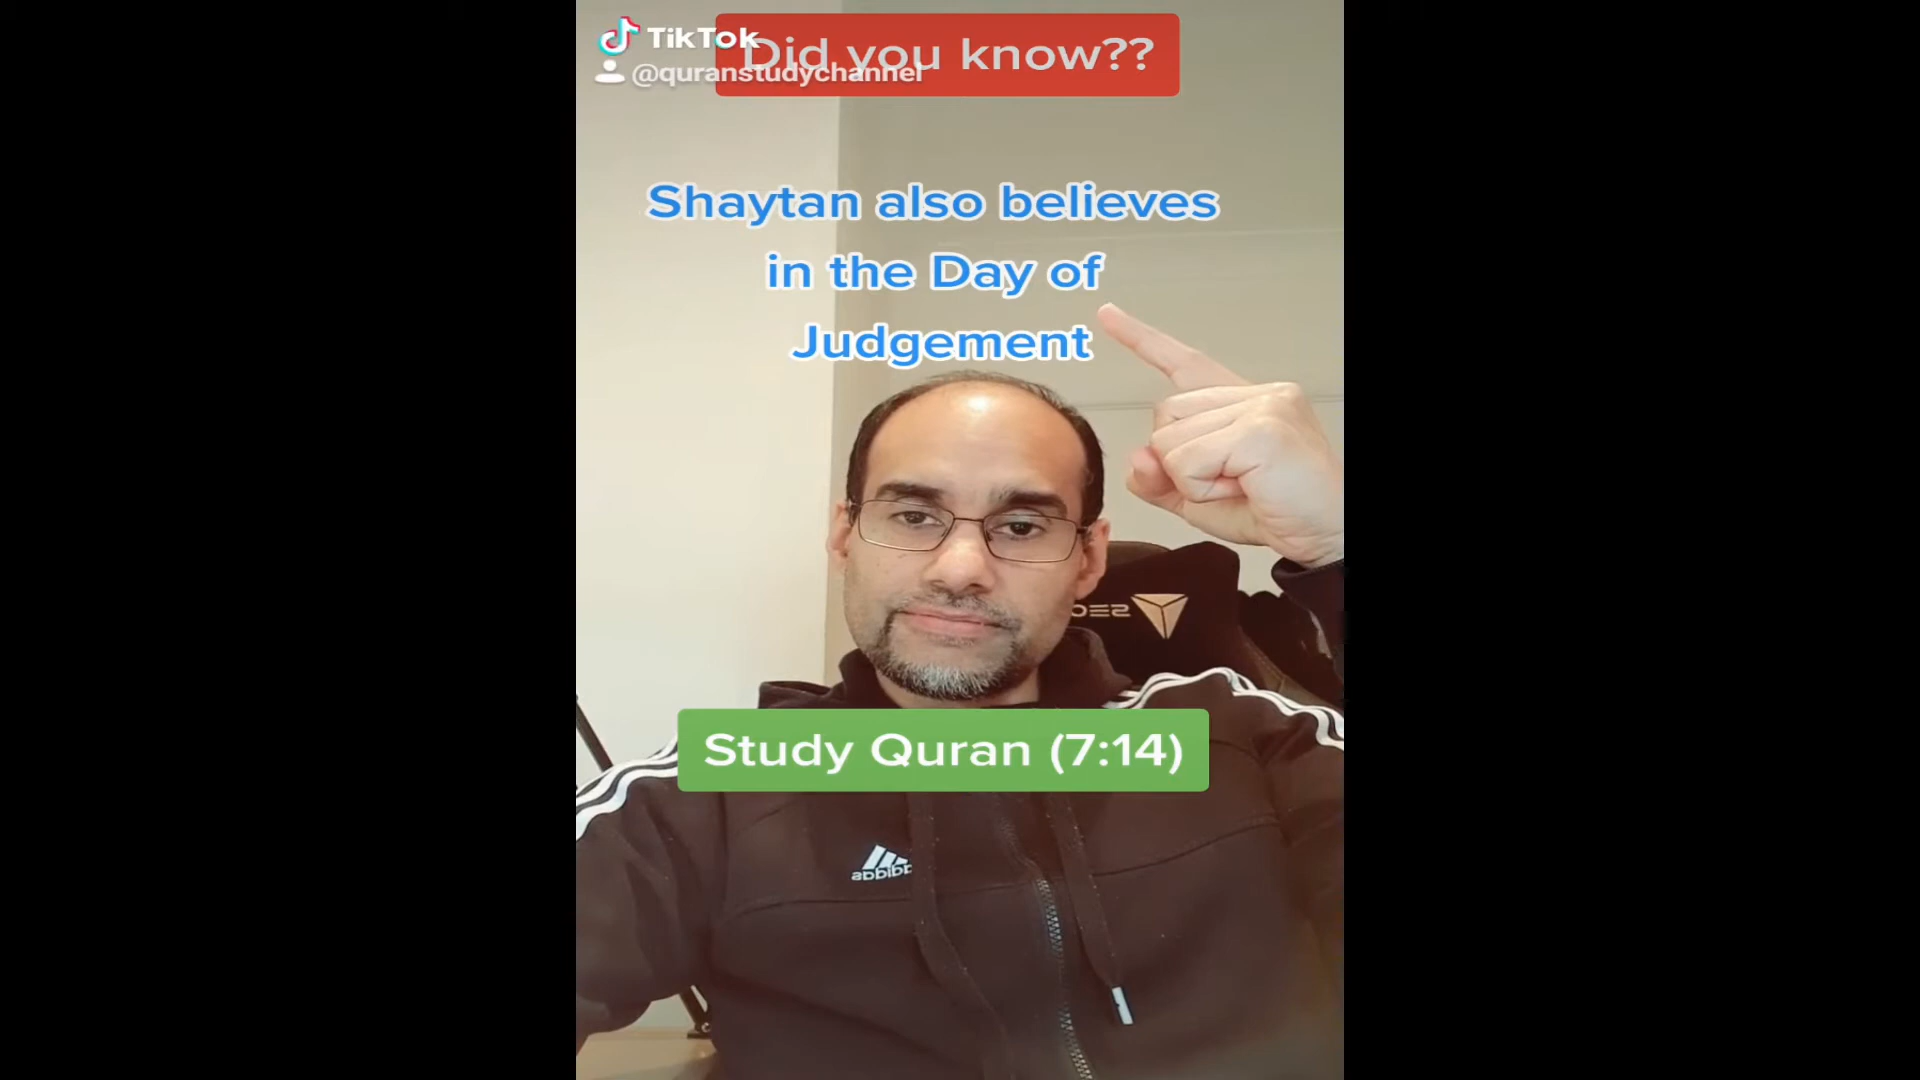 TikTok
@quranstudychannel
Did you know??
Shaytan also believes
in the Day of
Judgement
Study Quran (7:14)
adidas